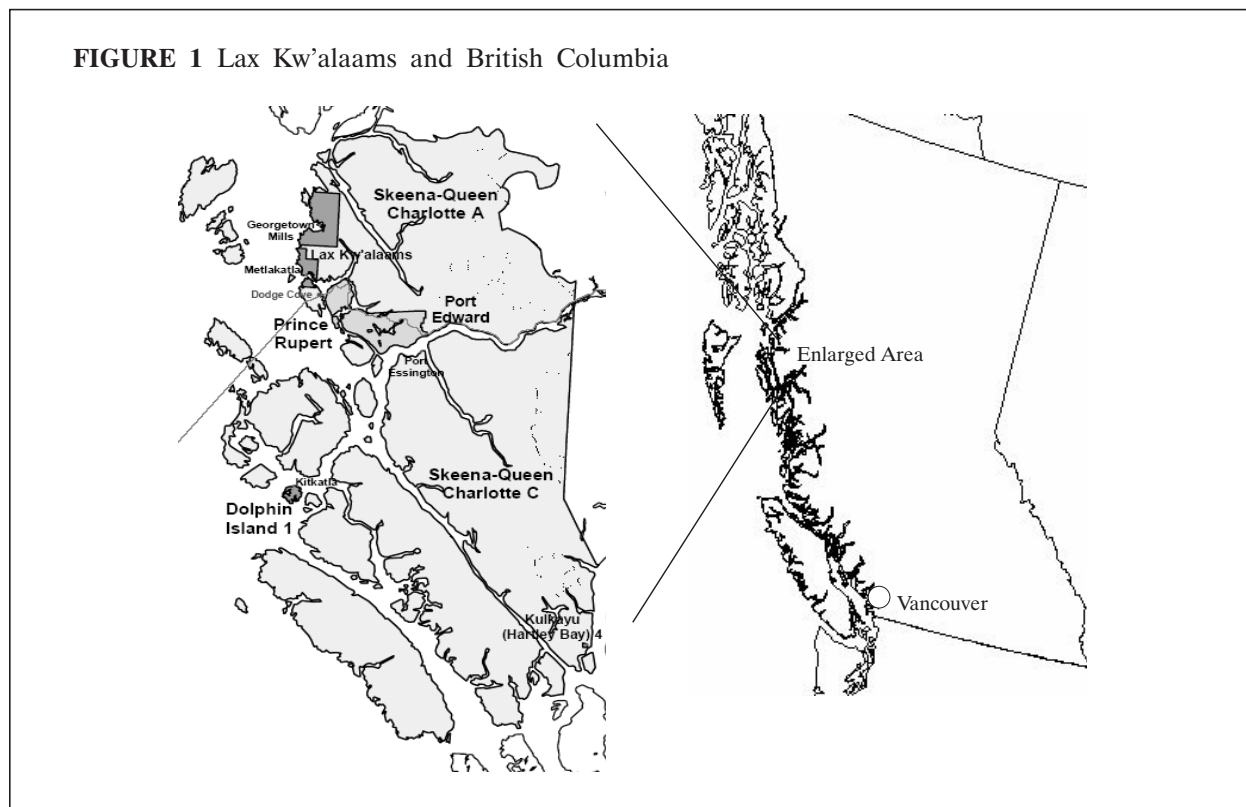 FIGURE 1 Lax Kw'alaams and British Columbia
Skeena-Queen
Charlotte A
Georgetown
Mills
Lax Kw'alaams
Metlakatla
Dodge Cove
Port
Edward
Prince
Rupert
Port
Essington
Enlarged Area
Skeena-Queen
Charlotte C
Kitkatla
Dolphin
Island 1
Vancouver
Kulkayu
(Hartley Bay) 4